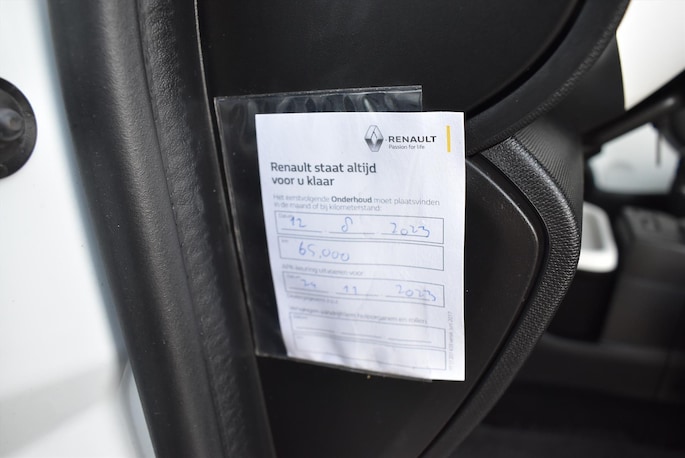 RENAULT
Passion for life
Renault staat altijd
voor u klaar
Het eerstvolgende Onderhoud moet plaatsvinden
in de maand of bij kilometerstand:
12 8 2023
65.000
APK keuring uitvoeren voor:
24 11 2023